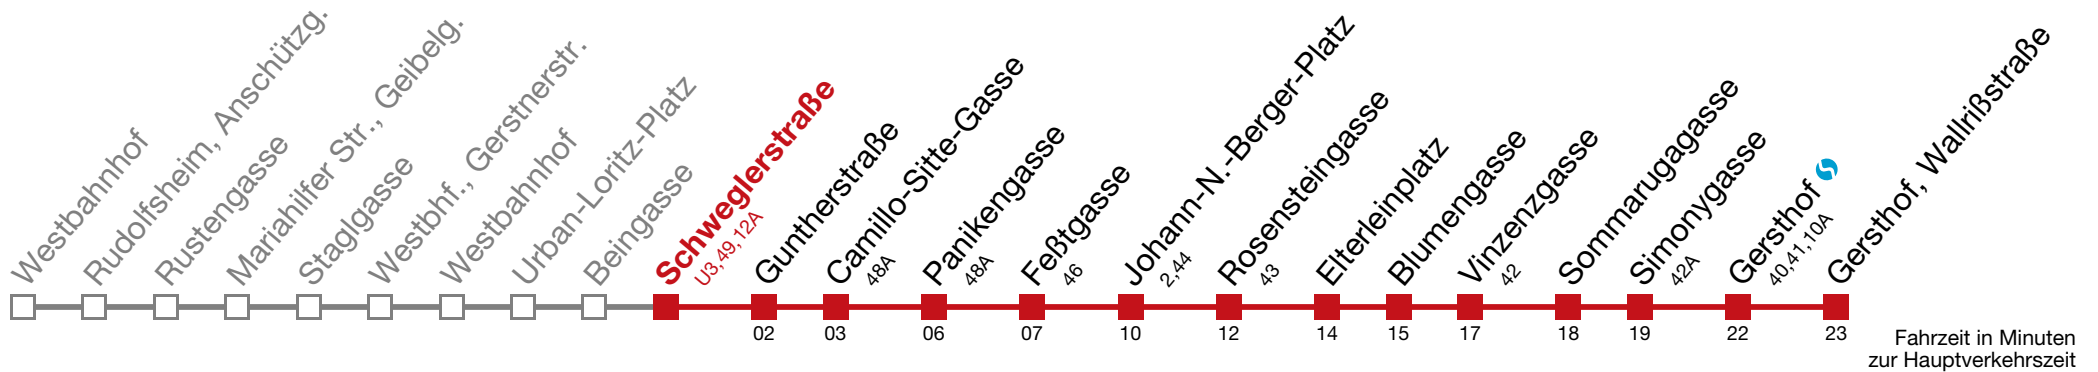 Westbahnhof
Rudolfsheim, Anschützg.
Rustengasse
Mariahilfer Str., Geibelg.
Staglgasse
Westbhf., Gerstnerstr.
Westbahnhof
Urban-Loritz-Platz
Beingasse
Schweglerstraße
U3, 49, 12A
Guntherstraße
Camillo-Sitte-Gasse
48A
Panikengasse
48A
Feßtgasse
46
Johann-N.-Berger-Platz
2, 44
Rosensteingasse
43
Elterleinplatz
Blumengasse
Vinzenzgasse
42
Sommarugagasse
Simonygasse
42A
Gersthof
40, 41, 10A
Gersthof, Wallrißstraße
02 03 06 07 10 12 14 15 17 18 19 22 23
Fahrzeit in Minuten
zur Hauptverkehrszeit